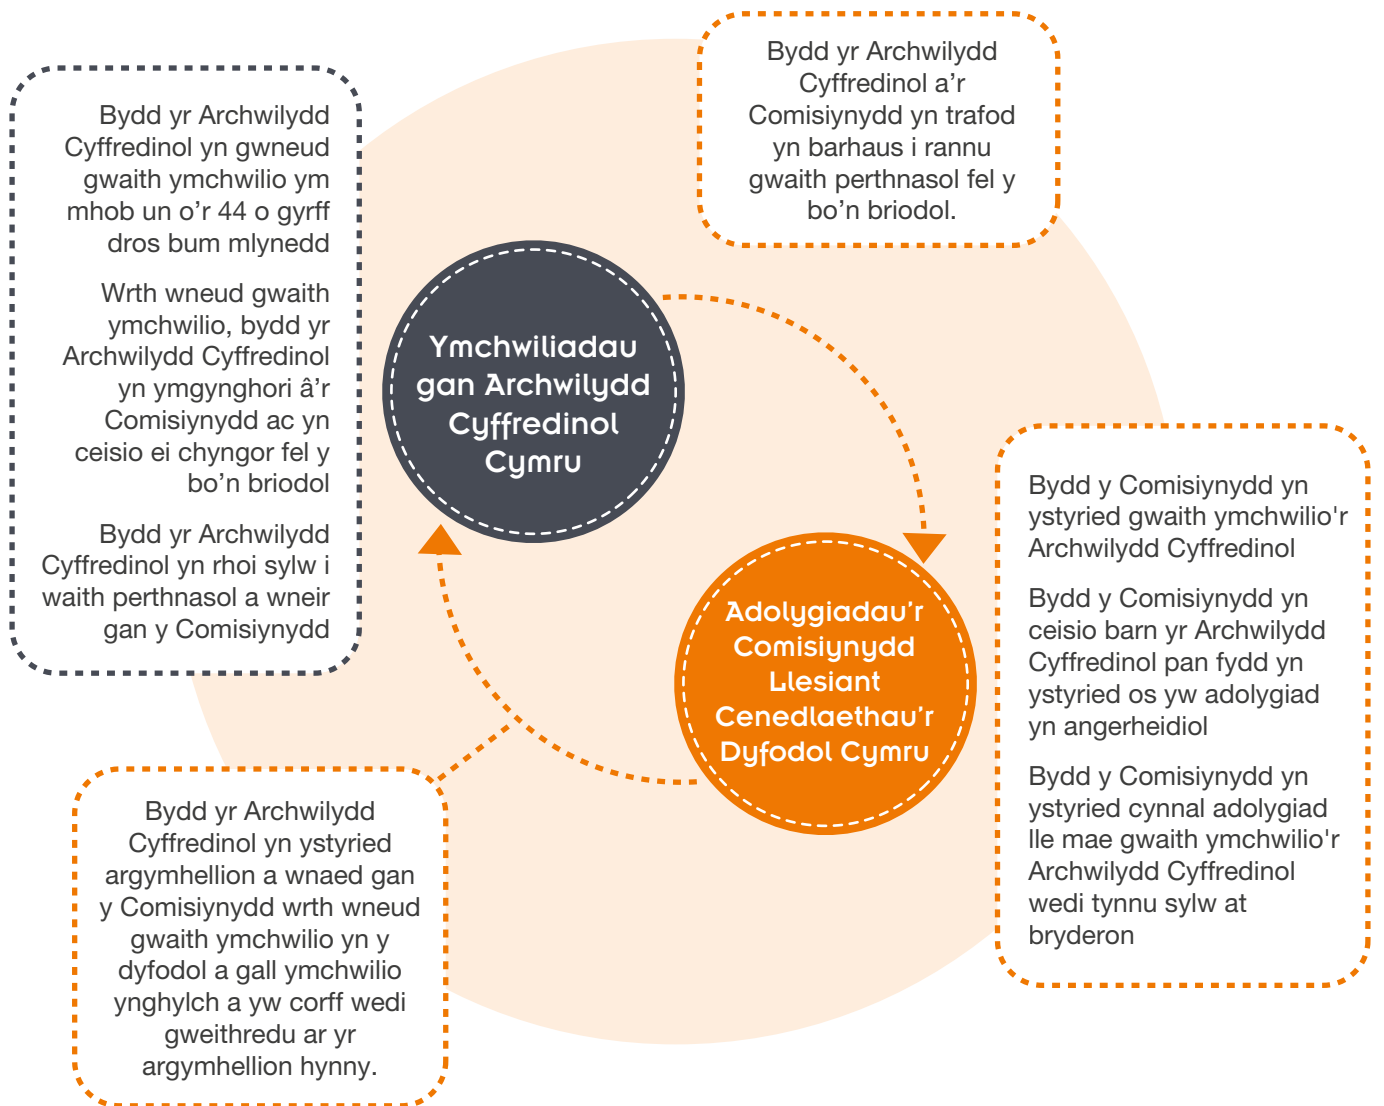 Bydd yr Archwilydd
Cyffredinol a'r
Comisiynydd yn trafod
yn barhaus i rannu
gwaith perthnasol fel y
bo'n briodol.
Bydd yr Archwilydd
Cyffredinol yn gwneud
gwaith ymchwilio ym
mhob un o'r 44 o gyrff
dros bum mlynedd
Wrth wneud gwaith
ymchwilio, bydd yr
Archwilydd Cyffredinol
yn ymgynghori â'r
Comisiynydd ac yn
ceisio ei chyngor fel y
bo'n briodol
Bydd yr Archwilydd
Cyffredinol yn rhoi sylw i
waith perthnasol a wneir
gan y Comisiynydd
Ymchwiliadau
gan Archwilydd
Cyffredinol
Cymru
Adolygiadau'r
Comisiynydd
Llesiant
Cenedlaethau'r
Dyfodol Cymru
Bydd y Comisiynydd yn
ystyried gwaith ymchwilio'r
Archwilydd Cyffredinol
Bydd y Comisiynydd yn
ceisio barn yr Archwilydd
Cyffredinol pan fydd yn
ystyried os yw adolygiad
yn angerheidiol
Bydd y Comisiynydd yn
ystyried cynnal adolygiad
lle mae gwaith ymchwilio'r
Archwilydd Cyffredinol
wedi tynnu sylw at
bryderon
Bydd yr Archwilydd
Cyffredinol yn ystyried
argymhellion a wnaed gan
y Comisiynydd wrth wneud
gwaith ymchwilio yn y
dyfodol a gall ymchwilio
ynghylch a yw corff wedi
gweithredu ar yr
argymhellion hynny.